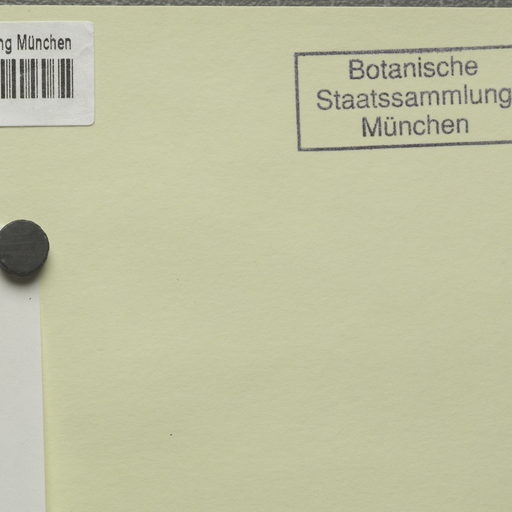 ng München
Botanische
Staatssammlung
München